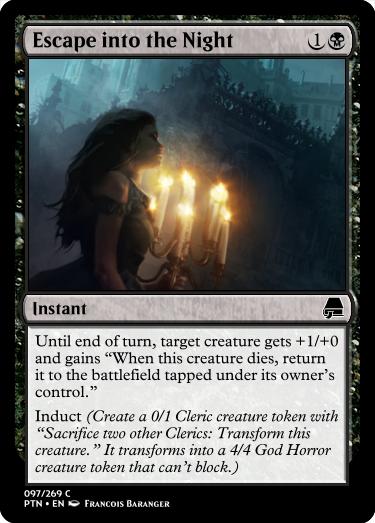 Escape into the Night 1
Instant
Until end of turn, target creature gets +1/+0
and gains “When this creature dies, return
it to the battlefield tapped under its owner’s
control.”
Induct (Create a 0/1 Cleric creature token with
“Sacrifice two other Clerics: Transform this
creature.” It transforms into a 4/4 God Horror
creature token that can’t block.)
097/269 C
PTN • EN Francois Baranger